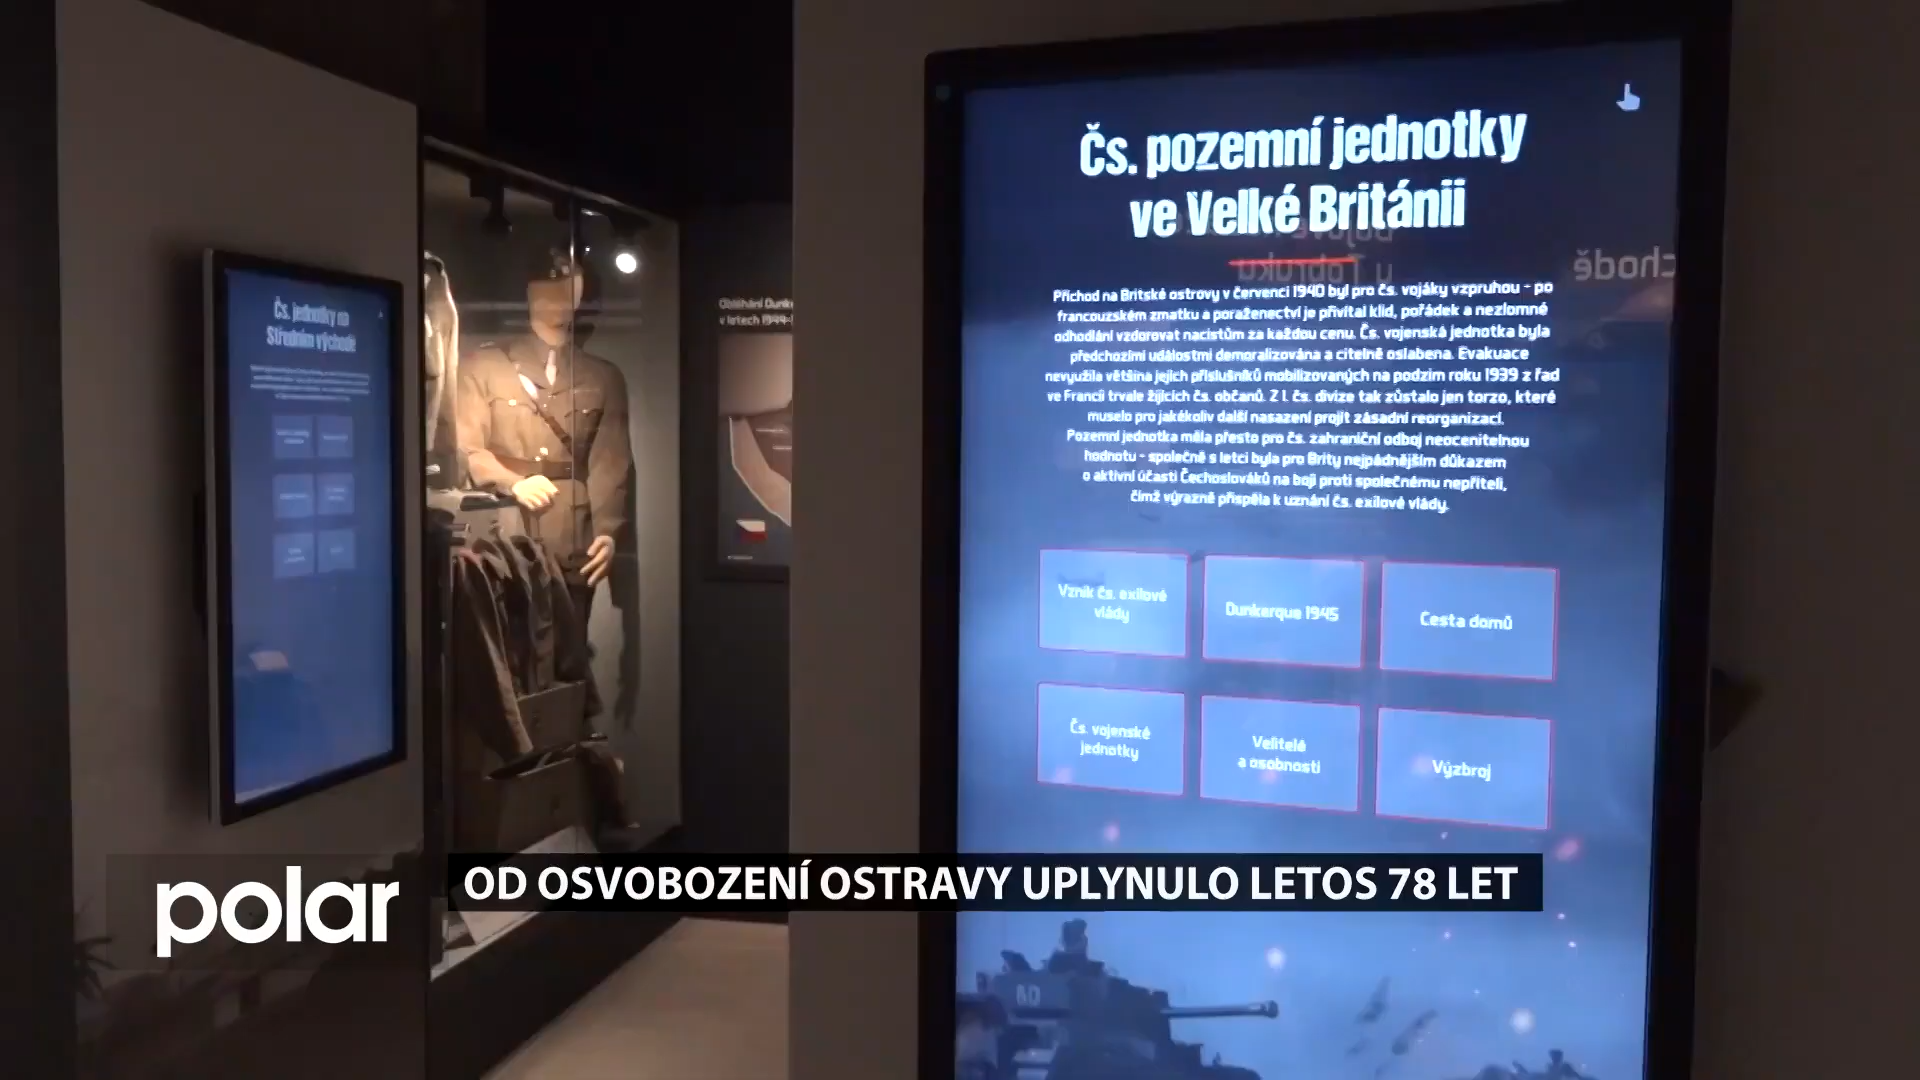 Čs. pozemní jednotky
ve Velké Británii
Příchod na Britské ostrovy v červenci 1940 byl pro čs. vojáky vzpruhou - po
francouzském zmatku a poraženectví je přivítal klid, pořádek a nezlomné
odhodlání vzdorovat nacistům za každou cenu. Čs. vojenská jednotka byla
předchozími událostmi demoralizována a citelně oslabena. Evakuace
nevyužila většina jejich příslušníků mobilizovaných na podzim roku 1939 z řad
ve Francii trvale žijících čs. občanů. Z 1. čs. divize tak zůstalo jen torzo, které
muselo pro jakékoliv další nasazení projít zásadní reorganizací.
Pozemní jednotka měla přesto pro čs. zahraniční odboj neocenitelnou
hodnotu - společně s letci byla pro Brity nejpádnějším důkazem
o aktivní účasti Čechoslováků na boji proti společnému nepříteli,
čímž výrazně přispěla k uznání čs. exilové vlády.
Vznik čs. exilové
vlády
Dunkerque 1945
Cesta domů
Čs. vojenské
jednotky
Velitelé
a osobnosti
Výzbroj
Čs. jednotky na
Středním východě
Obléhání Dunk
v letech 1944-
polar
OD OSVOBOZENÍ OSTRAVY UPLYNULO LETOS 78 LET